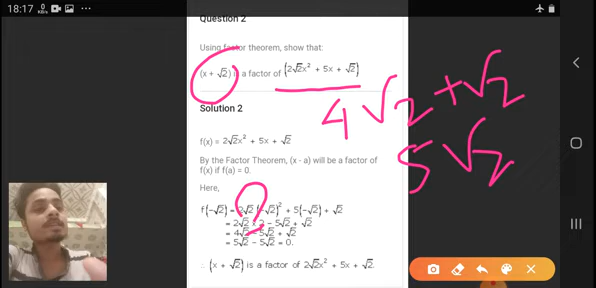 18:17 0 KB/s
Question 2
Using factor theorem, show that:
(x + √2) is a factor of (2√2x² + 5x + √2)
4√2 + √2
5√2
Solution 2
f(x) = 2√2x² + 5x + √2
By the Factor Theorem, (x - a) will be a factor of
f(x) if f(a) = 0.
Here,
f(-√2) = 2√2(-√2)² + 5(-√2) + √2
= 2√2 × 2 - 5√2 + √2
= 4√2 - 5√2 + √2
= 5√2 - 5√2 = 0.
∴ (x + √2) is a factor of 2√2x² + 5x + √2